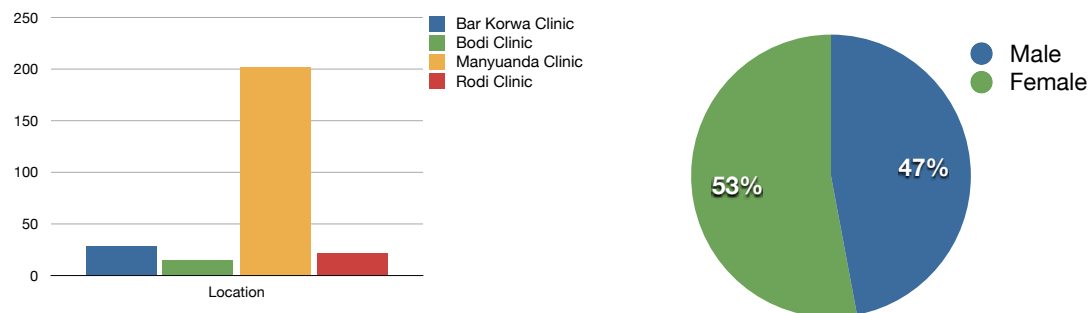 250
200
150
100
50
0
Location
Bar Korwa Clinic
Bodi Clinic
Manyuanda Clinic
Rodi Clinic
53%
47%
Male
Female